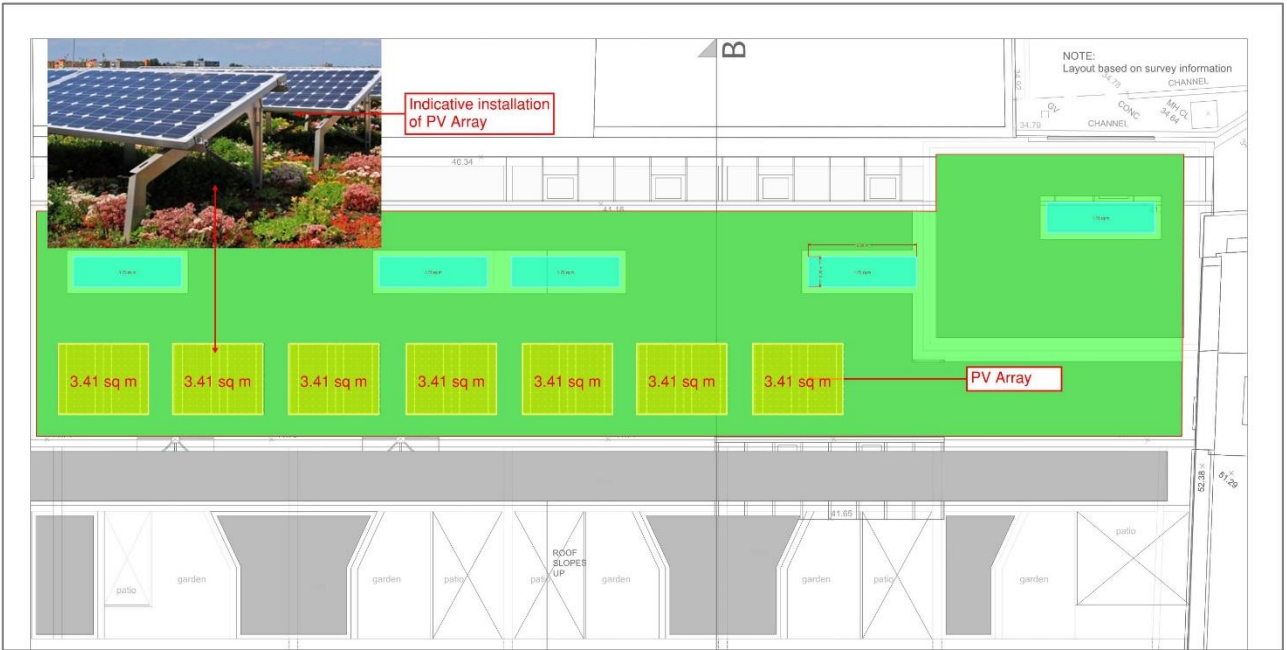 B
NOTE:
Layout based on survey information
CHANNEL
34.78
GV
CONC
MH CL
34.64
34.79
CHANNEL
Indicative installation
of PV Array
40.34
41.16
3.41 sq m
3.41 sq m
3.41 sq m
3.41 sq m
3.41 sq m
3.41 sq m
3.41 sq m
PV Array
52.38
51.29
41.65
ROOF
SLOPES
UP
patio
garden
garden
patio
patio
garden
garden
patio
garden
patio